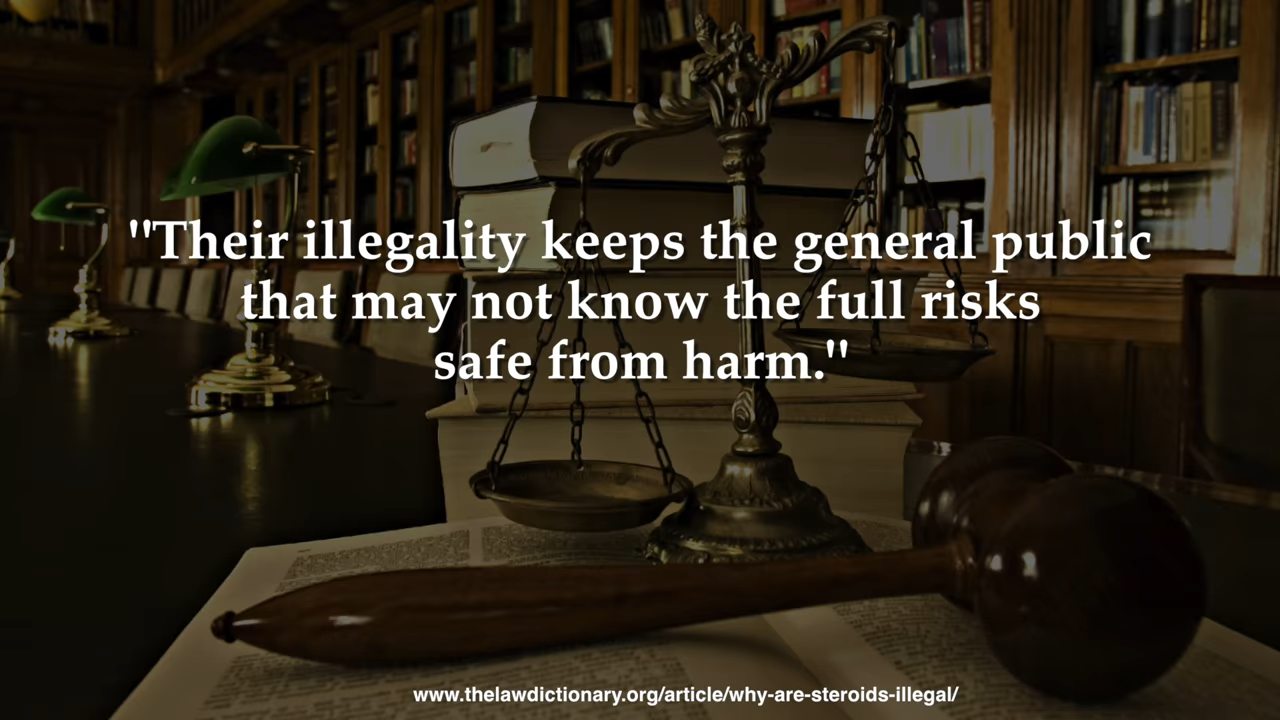 "Their illegality keeps the general public
that may not know the full risks
safe from harm."
www.thelawdictionary.org/article/why-are-steroids-illegal/